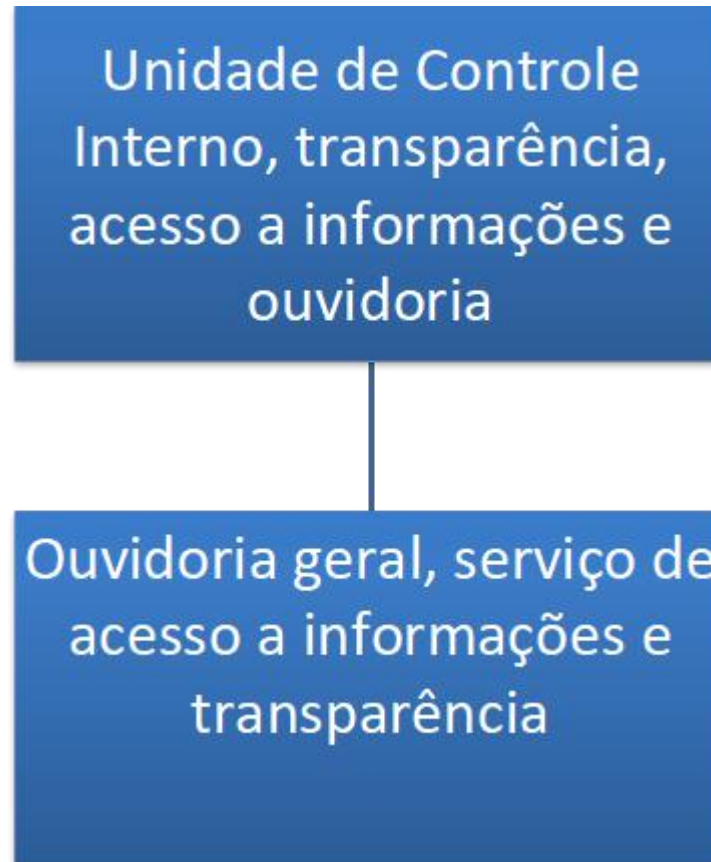 Unidade de Controle
Interno, transparência,
acesso a informações e
ouvidoria
Ouvidoria geral, serviço de
acesso a informações e
transparência